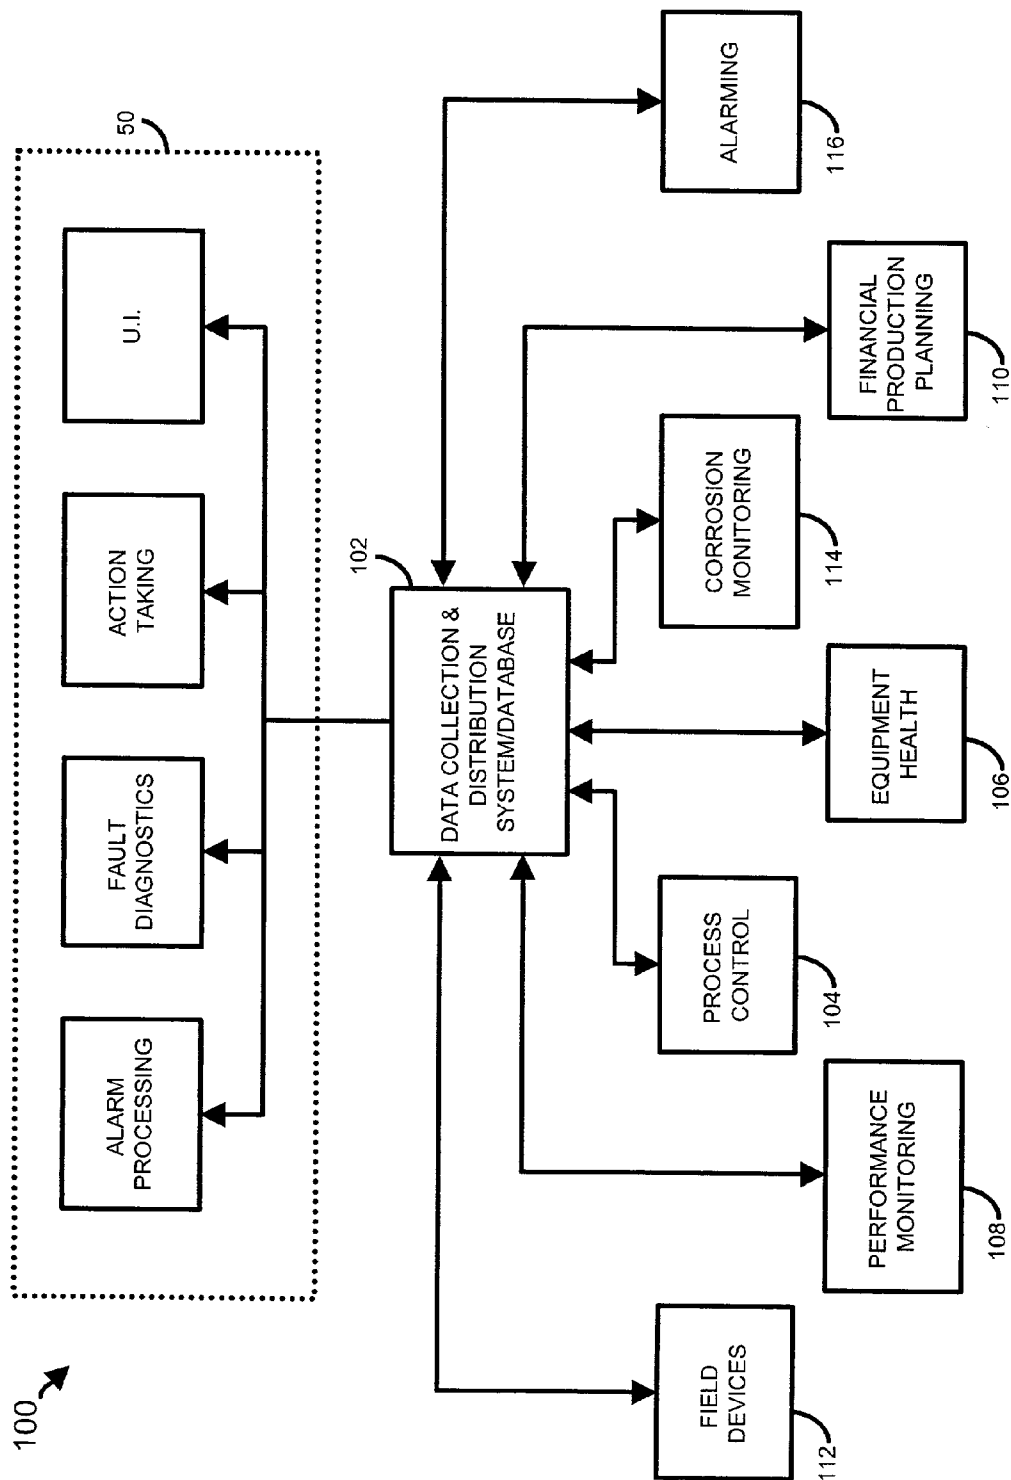 100
50
ALARM
PROCESSING
FAULT
DIAGNOSTICS
ACTION
TAKING
U.I.
102
DATA COLLECTION &
DISTRIBUTION
SYSTEM/DATABASE
FIELD
DEVICES
112
PERFORMANCE
MONITORING
108
PROCESS
CONTROL
104
EQUIPMENT
HEALTH
106
CORROSION
MONITORING
114
FINANCIAL
PRODUCTION
PLANNING
110
ALARMING
116